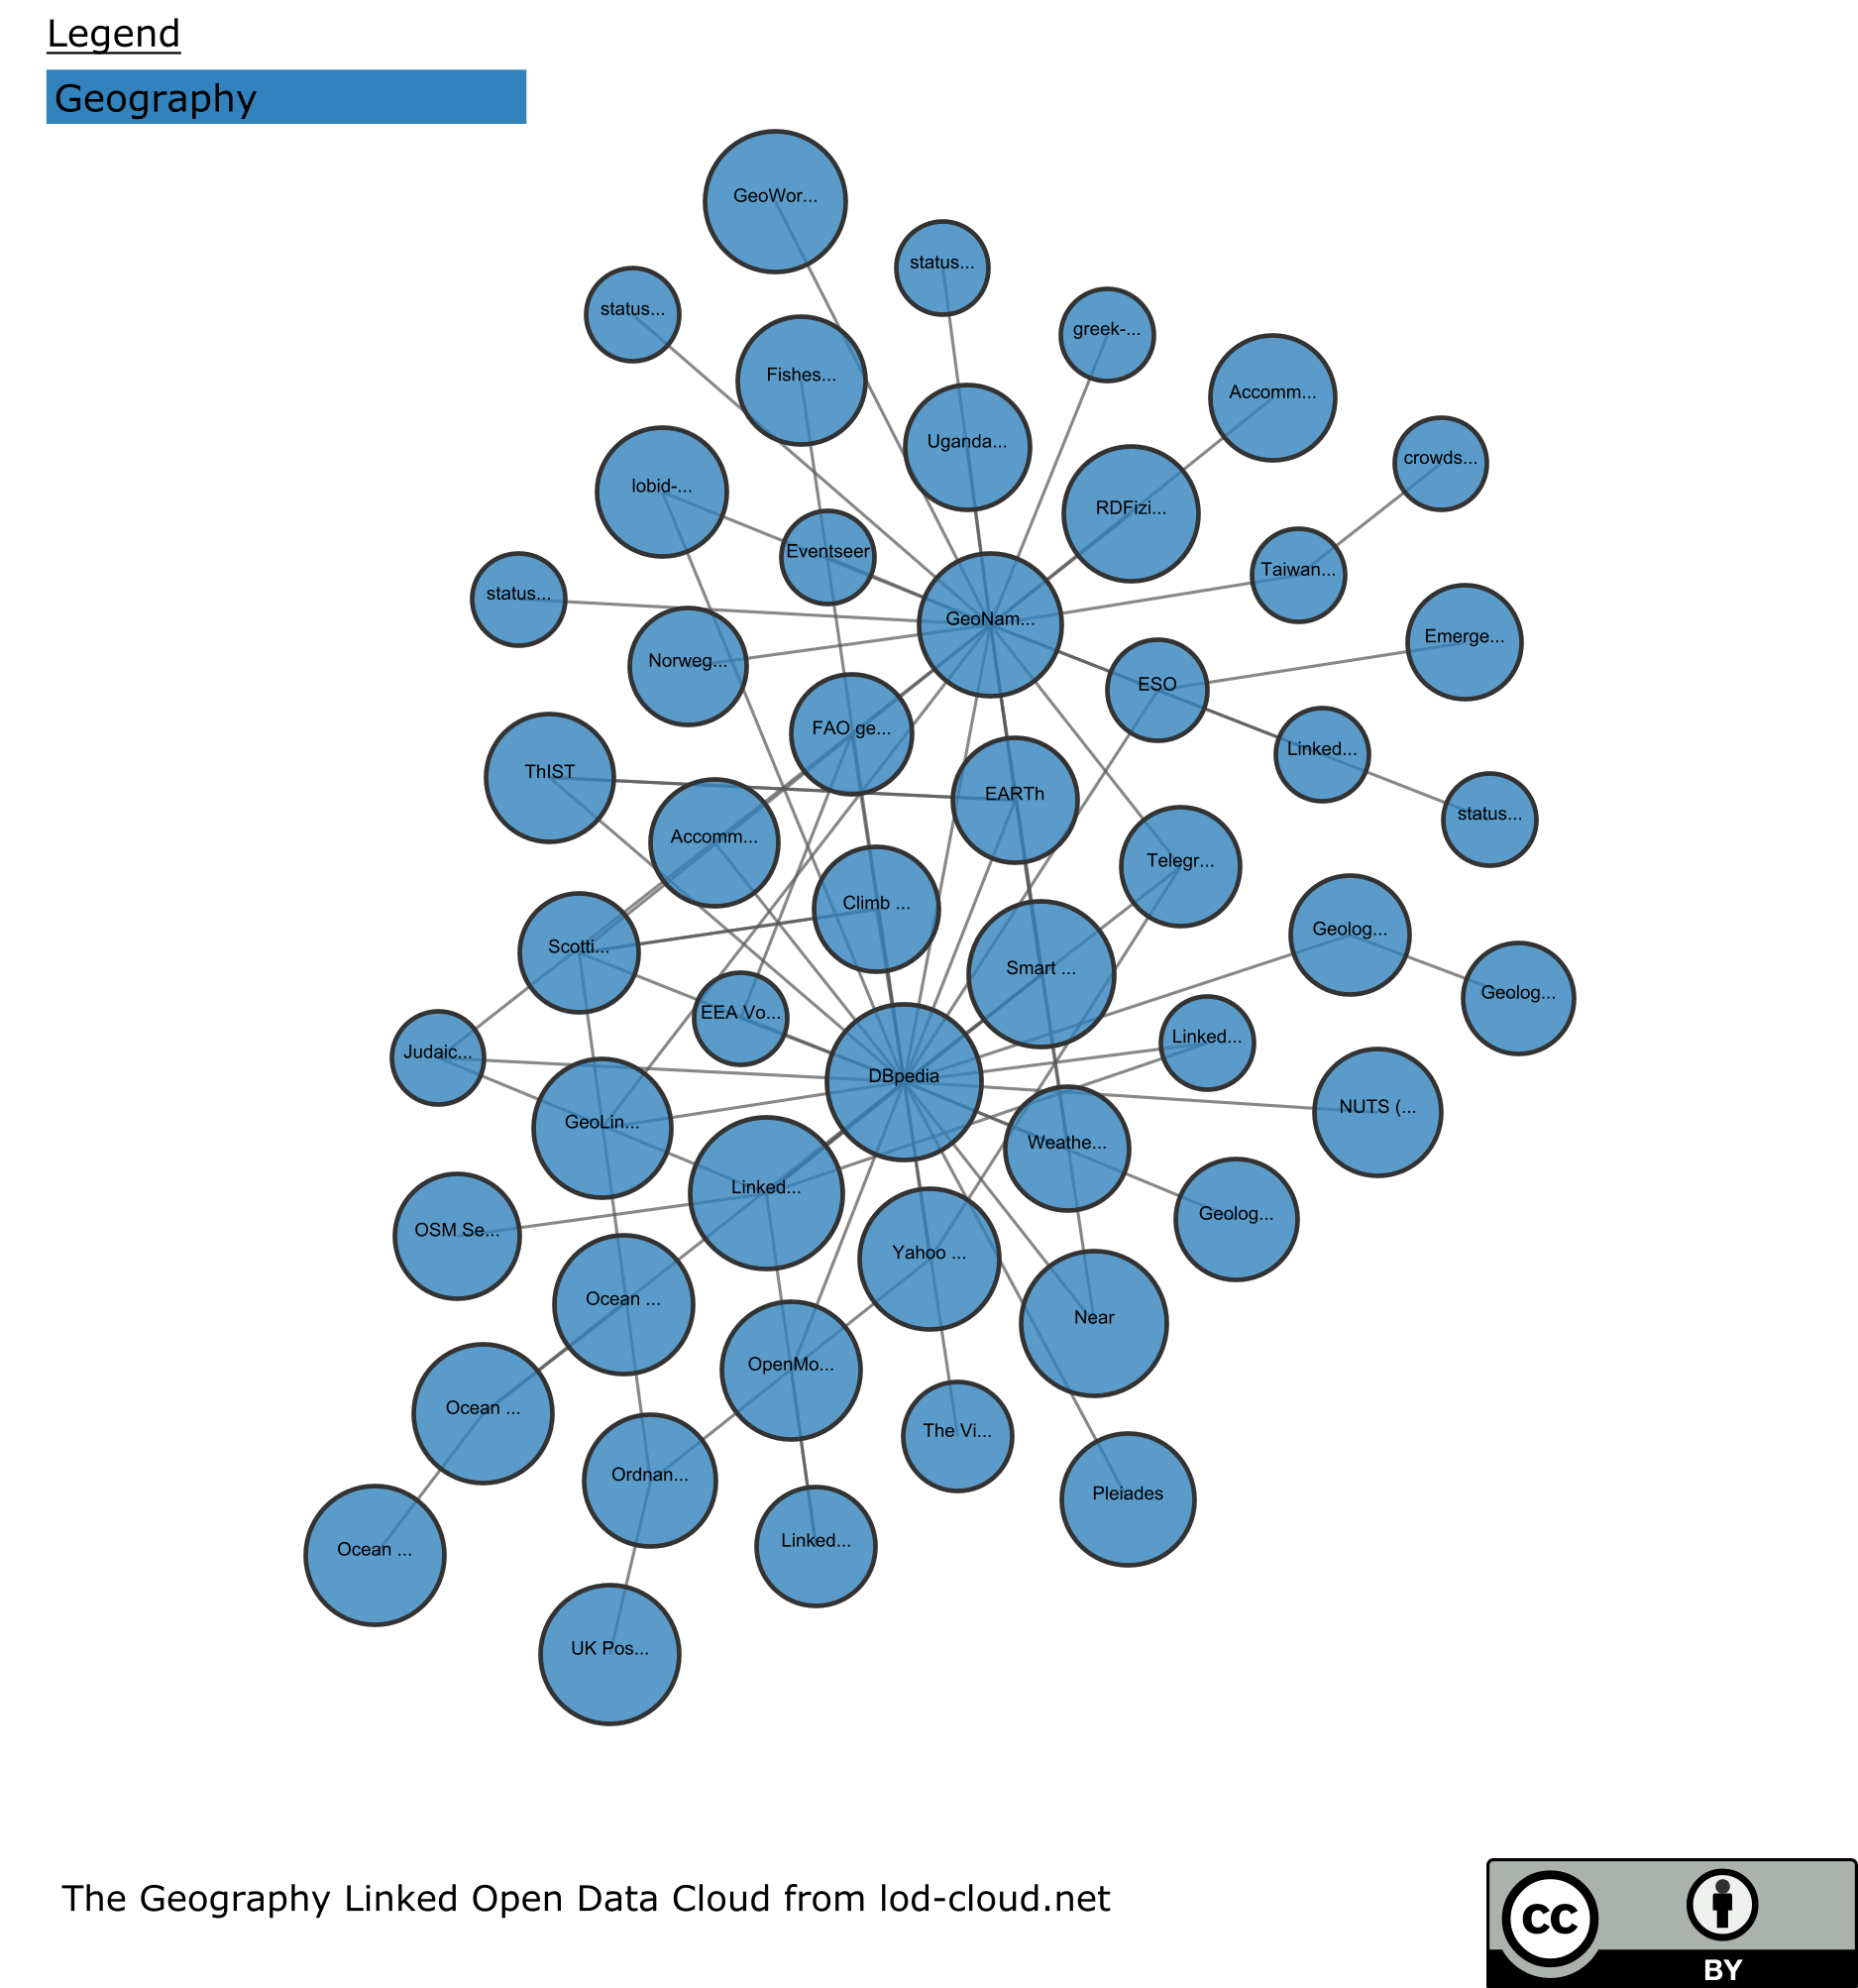 Legend
Geography
GeoWor...
status...
status...
greek-...
Fishes...
Accomm...
Uganda...
crowds...
lobid-...
RDFizi...
Eventseer
Taiwan...
status...
GeoNam...
Emerge...
Norweg...
ESO
FAO ge...
Linked...
ThIST
EARTh
status...
Accomm...
Telegr...
Climb ...
Geolog...
Scotti...
Smart ...
Geolog...
EEA Vo...
Linked...
Judaic...
DBpedia
NUTS (...
GeoLin...
Weathe...
Linked...
Geolog...
OSM Se...
Yahoo ...
Ocean ...
Near
OpenMo...
Ocean ...
The Vi...
Ordnan...
Pleiades
Linked...
Ocean ...
UK Pos...
The Geography Linked Open Data Cloud from lod-cloud.net
cc
BY